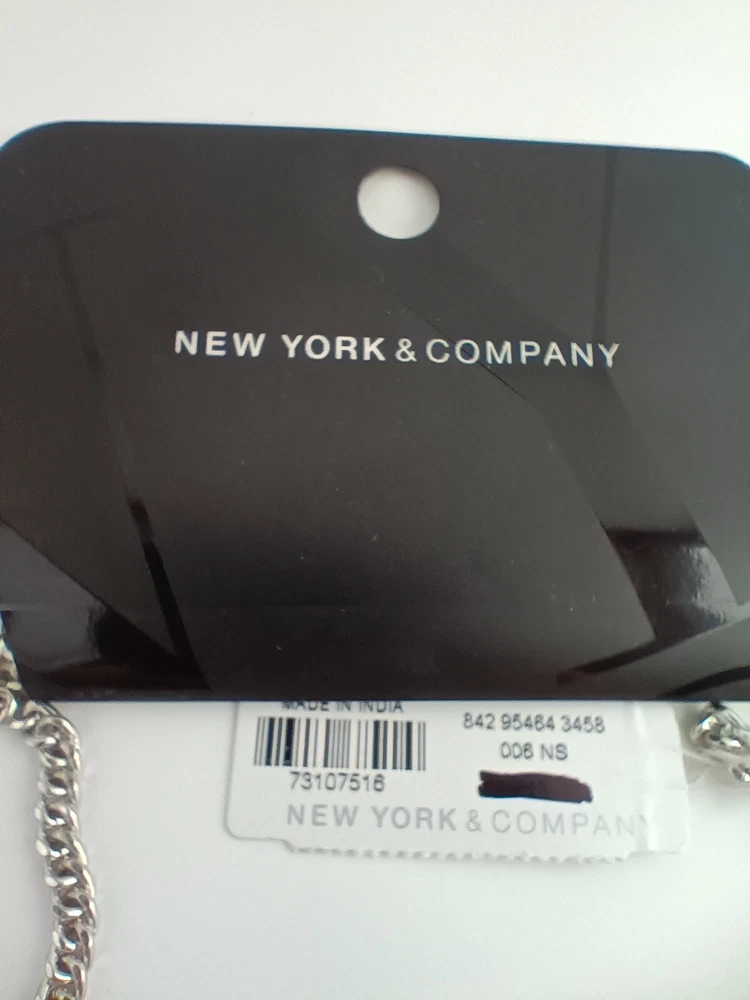 NEW YORK & COMPANY
MADE IN INDIA
842 95464 3458
006 NS
73107516
NEW YORK & COMPANY